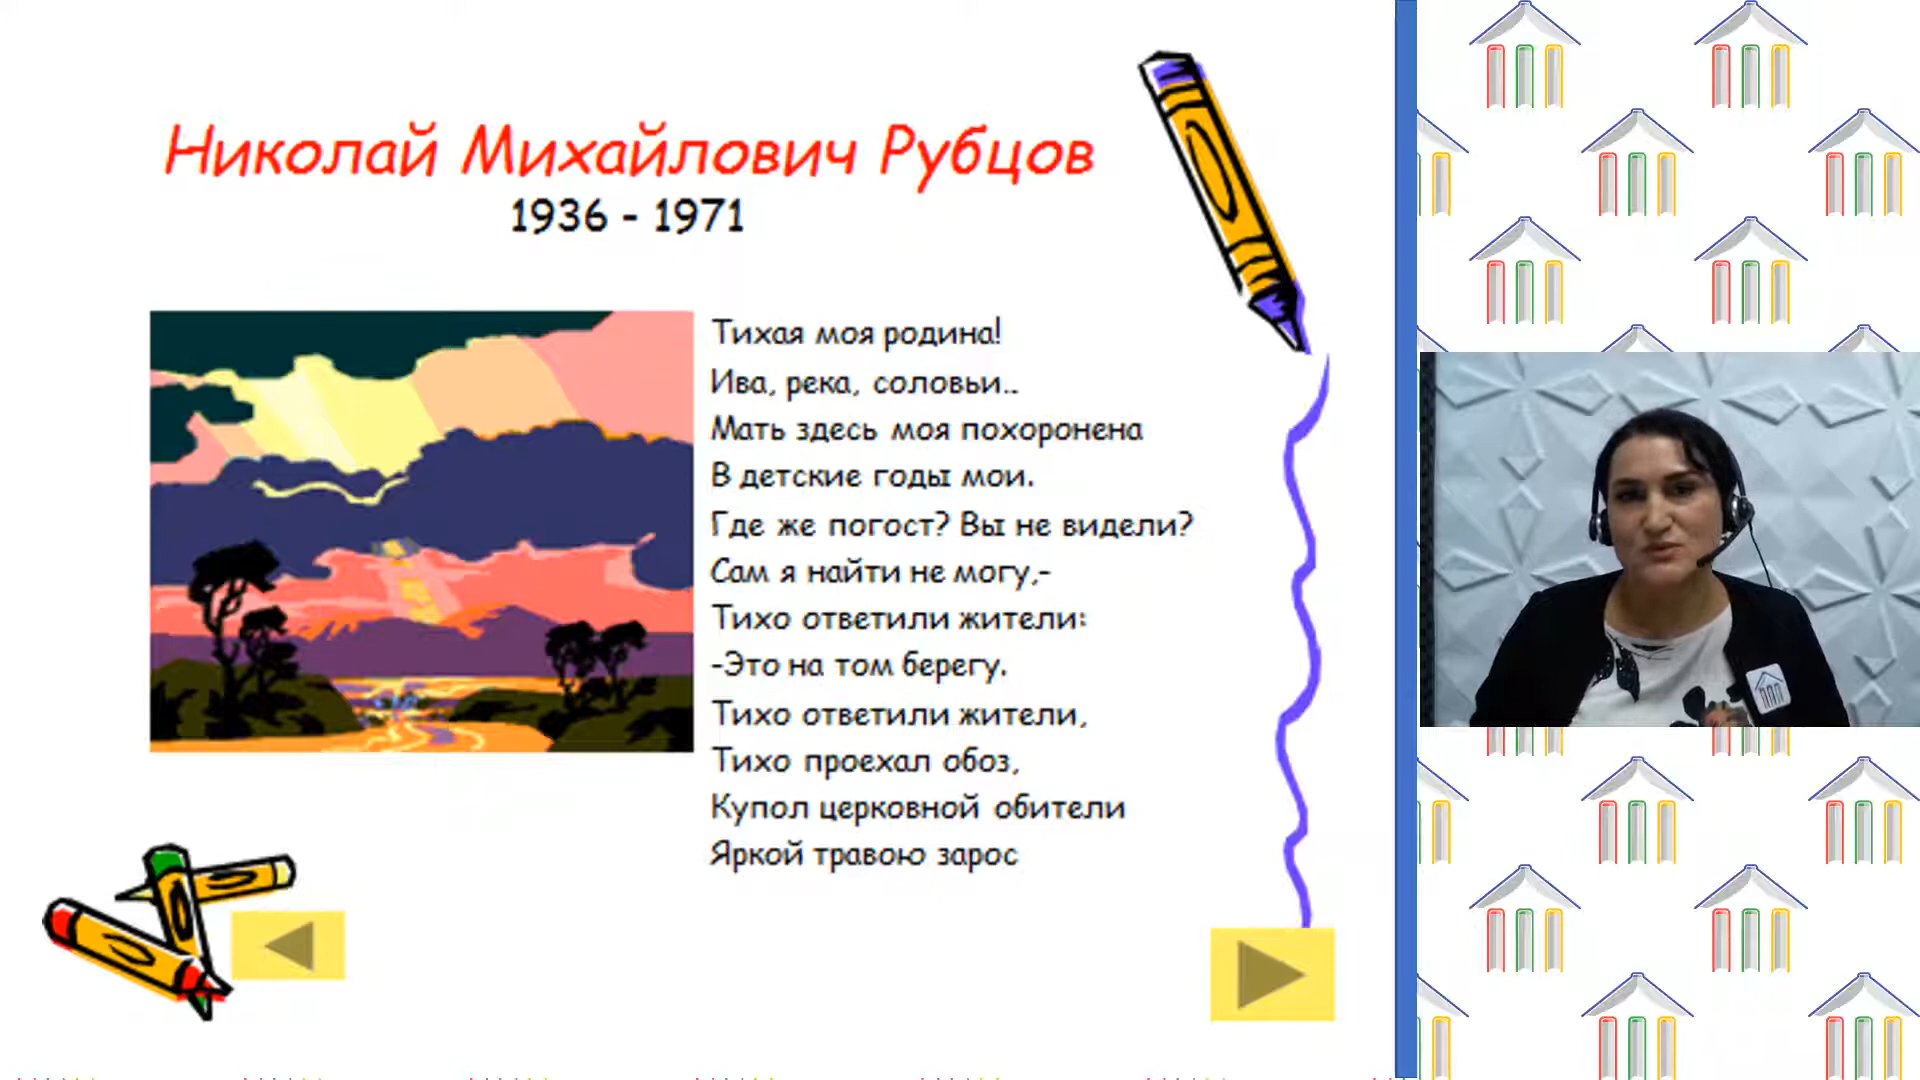 Николай Михайлович Рубцов
1936 - 1971
Тихая моя родина!
Ива, река, соловьи..
Мать здесь моя похоронена
В детские годы мои.
Где же погост? Вы не видели?
Сам я найти не могу,-
Тихо ответили жители:
-Это на том берегу.
Тихо ответили жители,
Тихо проехал обоз,
Купол церковной обители
Яркой травою зарос